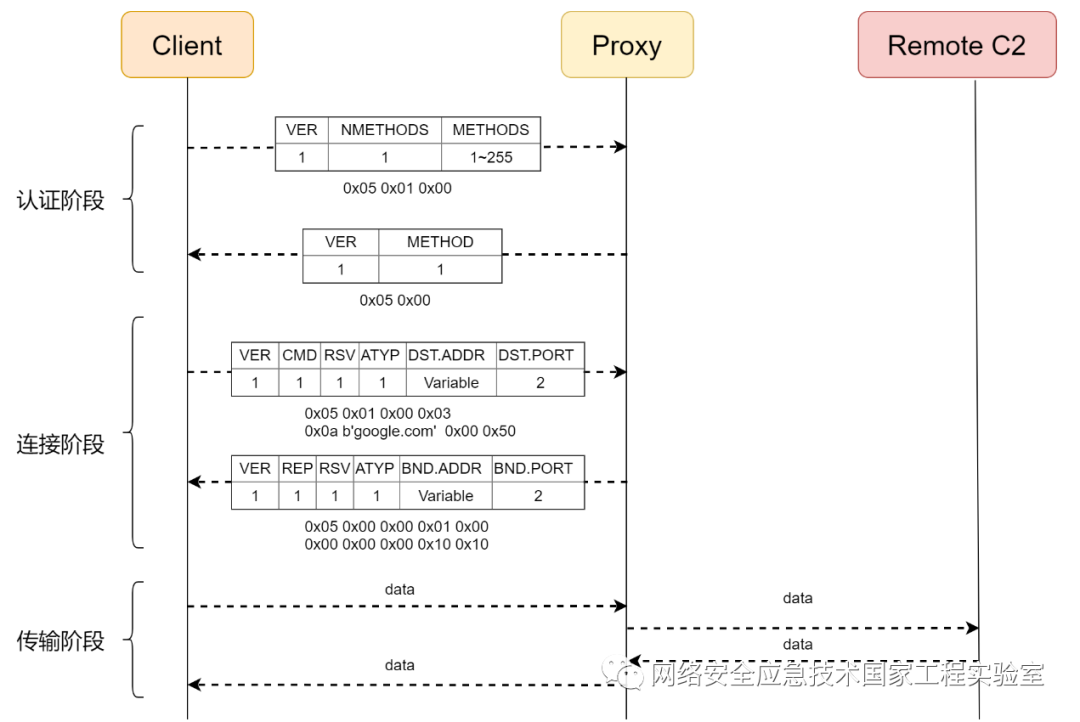 Client
Proxy
Remote C2
认证阶段
VER NMETHODS METHODS
1 1 1~255
0x05 0x01 0x00
VER METHOD
1 1
0x05 0x00
连接阶段
VER CMD RSV ATYP DST.ADDR DST.PORT
1 1 1 1 Variable 2
0x05 0x01 0x00 0x03
0x0a b'google.com' 0x00 0x50
VER REP RSV ATYP BND.ADDR BND.PORT
1 1 1 1 Variable 2
0x05 0x00 0x00 0x01 0x00
0x00 0x00 0x00 0x10 0x10
传输阶段
data
data
data
data
网络安全应急技术国家工程实验室